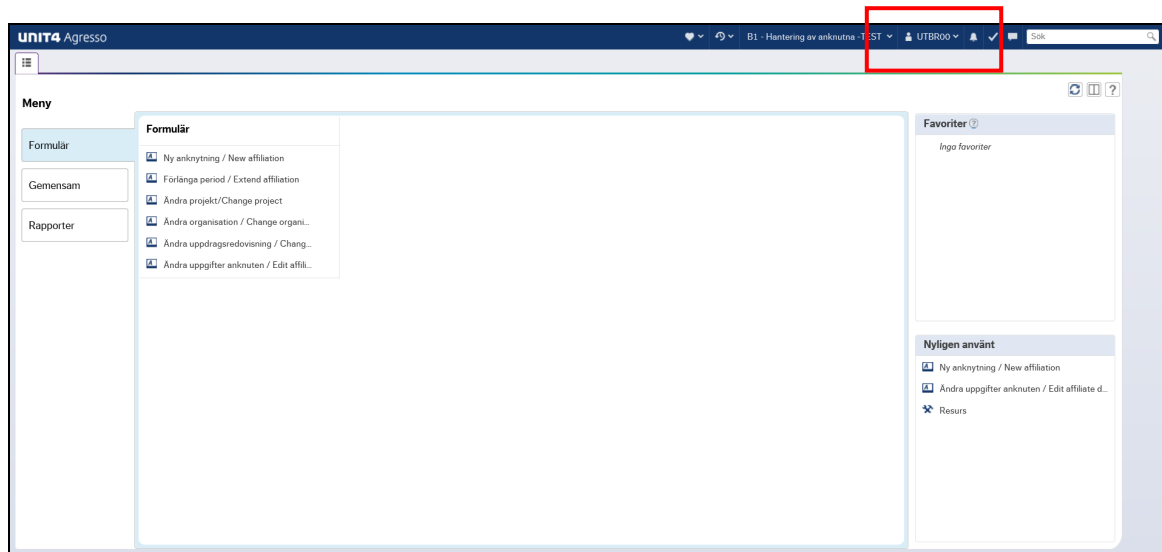 UNIT4 Agresso
B1 - Hantering av anknutna -TEST
UTBR00
Sök
Meny
Formulär
Gemensam
Rapporter
Formulär
Ny anknytning / New affiliation
Förlänga period / Extend affiliation
Ändra projekt/Change project
Ändra organisation / Change organi...
Ändra uppdragsredovisning / Chang...
Ändra uppgifter anknuten / Edit affili...
Favoriter ?
Inga favoriter
Nyligen använt
Ny anknytning / New affiliation
Ändra uppgifter anknuten / Edit affiliate d...
Resurs